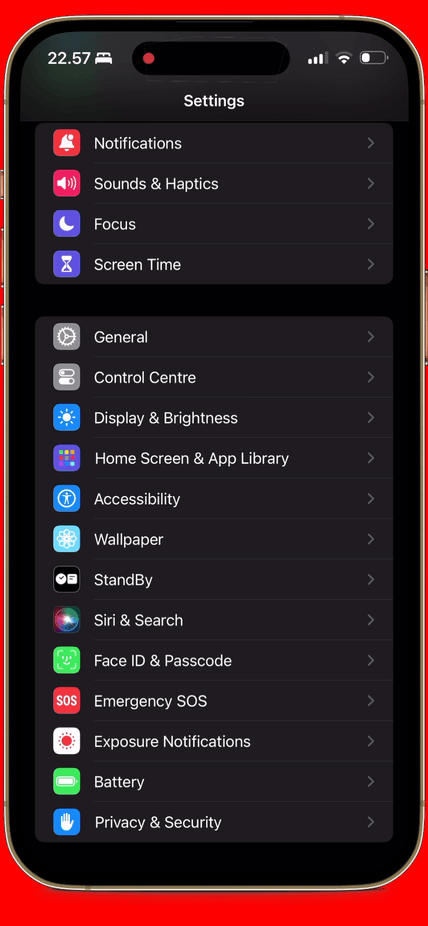 22.57
Settings
Notifications
Sounds & Haptics
Focus
Screen Time
General
Control Centre
Display & Brightness
Home Screen & App Library
Accessibility
Wallpaper
StandBy
Siri & Search
Face ID & Passcode
SOS Emergency SOS
Exposure Notifications
Battery
Privacy & Security